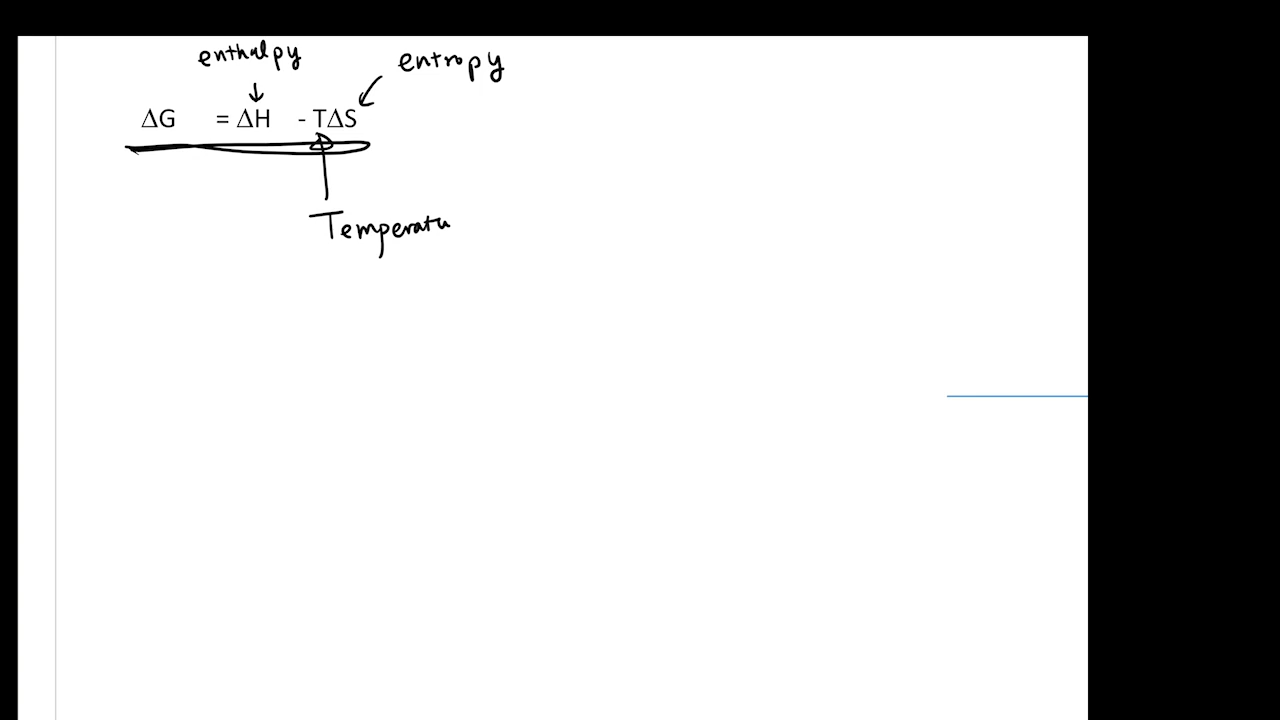 enthalpy entropy
↓
ΔG = ΔH - TΔS
Temperatu